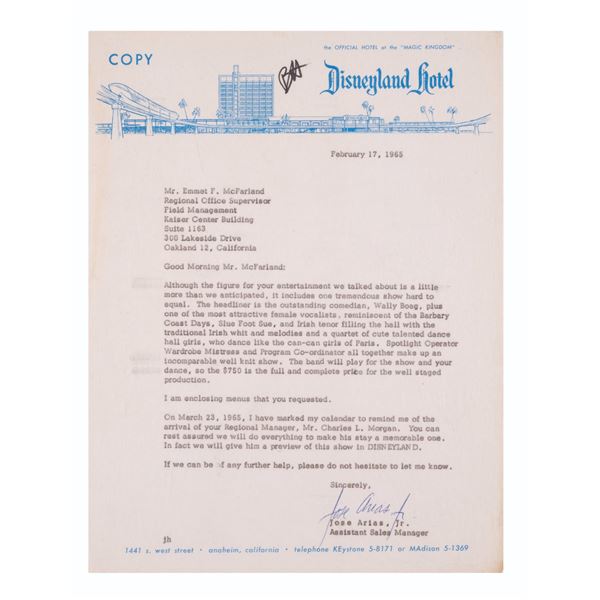 COPY
the OFFICIAL HOTEL at the "MAGIC KINGDOM"
Disneyland Hotel
February 17, 1965
Mr. Emmet F. McFarland
Regional Office Supervisor
Field Management
Kaiser Center Building
Suite 1163
300 Lakeside Drive
Oakland 12, California
Good Morning Mr. McFarland:
Although the figure for your entertainment we talked about is a little
more than we anticipated, it includes one tremendous show hard to
equal. The headliner is the outstanding comedian, Wally Boag, plus
one of the most attractive female vocalists, reminiscent of the Barbary
Coast Days, Slue Foot Sue, and Irish tenor filling the hall with the
traditional Irish whit and melodies and a quartet of cute talented dance
hall girls, who dance like the can-can girls of Paris. Spotlight Operator
Wardrobe Mistress and Program Co-ordinator all together make up an
incomparable well knit show. The band will play for the show and your
dance, so the $750 is the full and complete price for the well staged
production.
I am enclosing menus that you requested.
On March 23, 1965, I have marked my calendar to remind me of the
arrival of your Regional Manager, Mr. Charles L. Morgan. You can
rest assured we will do everything to make his stay a memorable one.
In fact we will give him a preview of this show in DISNEYLAND.
If we can be of any further help, please do not hesitate to let me know.
Sincerely,
Jose Arias, Jr.
Jose Arias, Jr.
Assistant Sales Manager
jh
1441 s. west street • anaheim, california • telephone KEystone 5-8171 or MAdison 5-1369